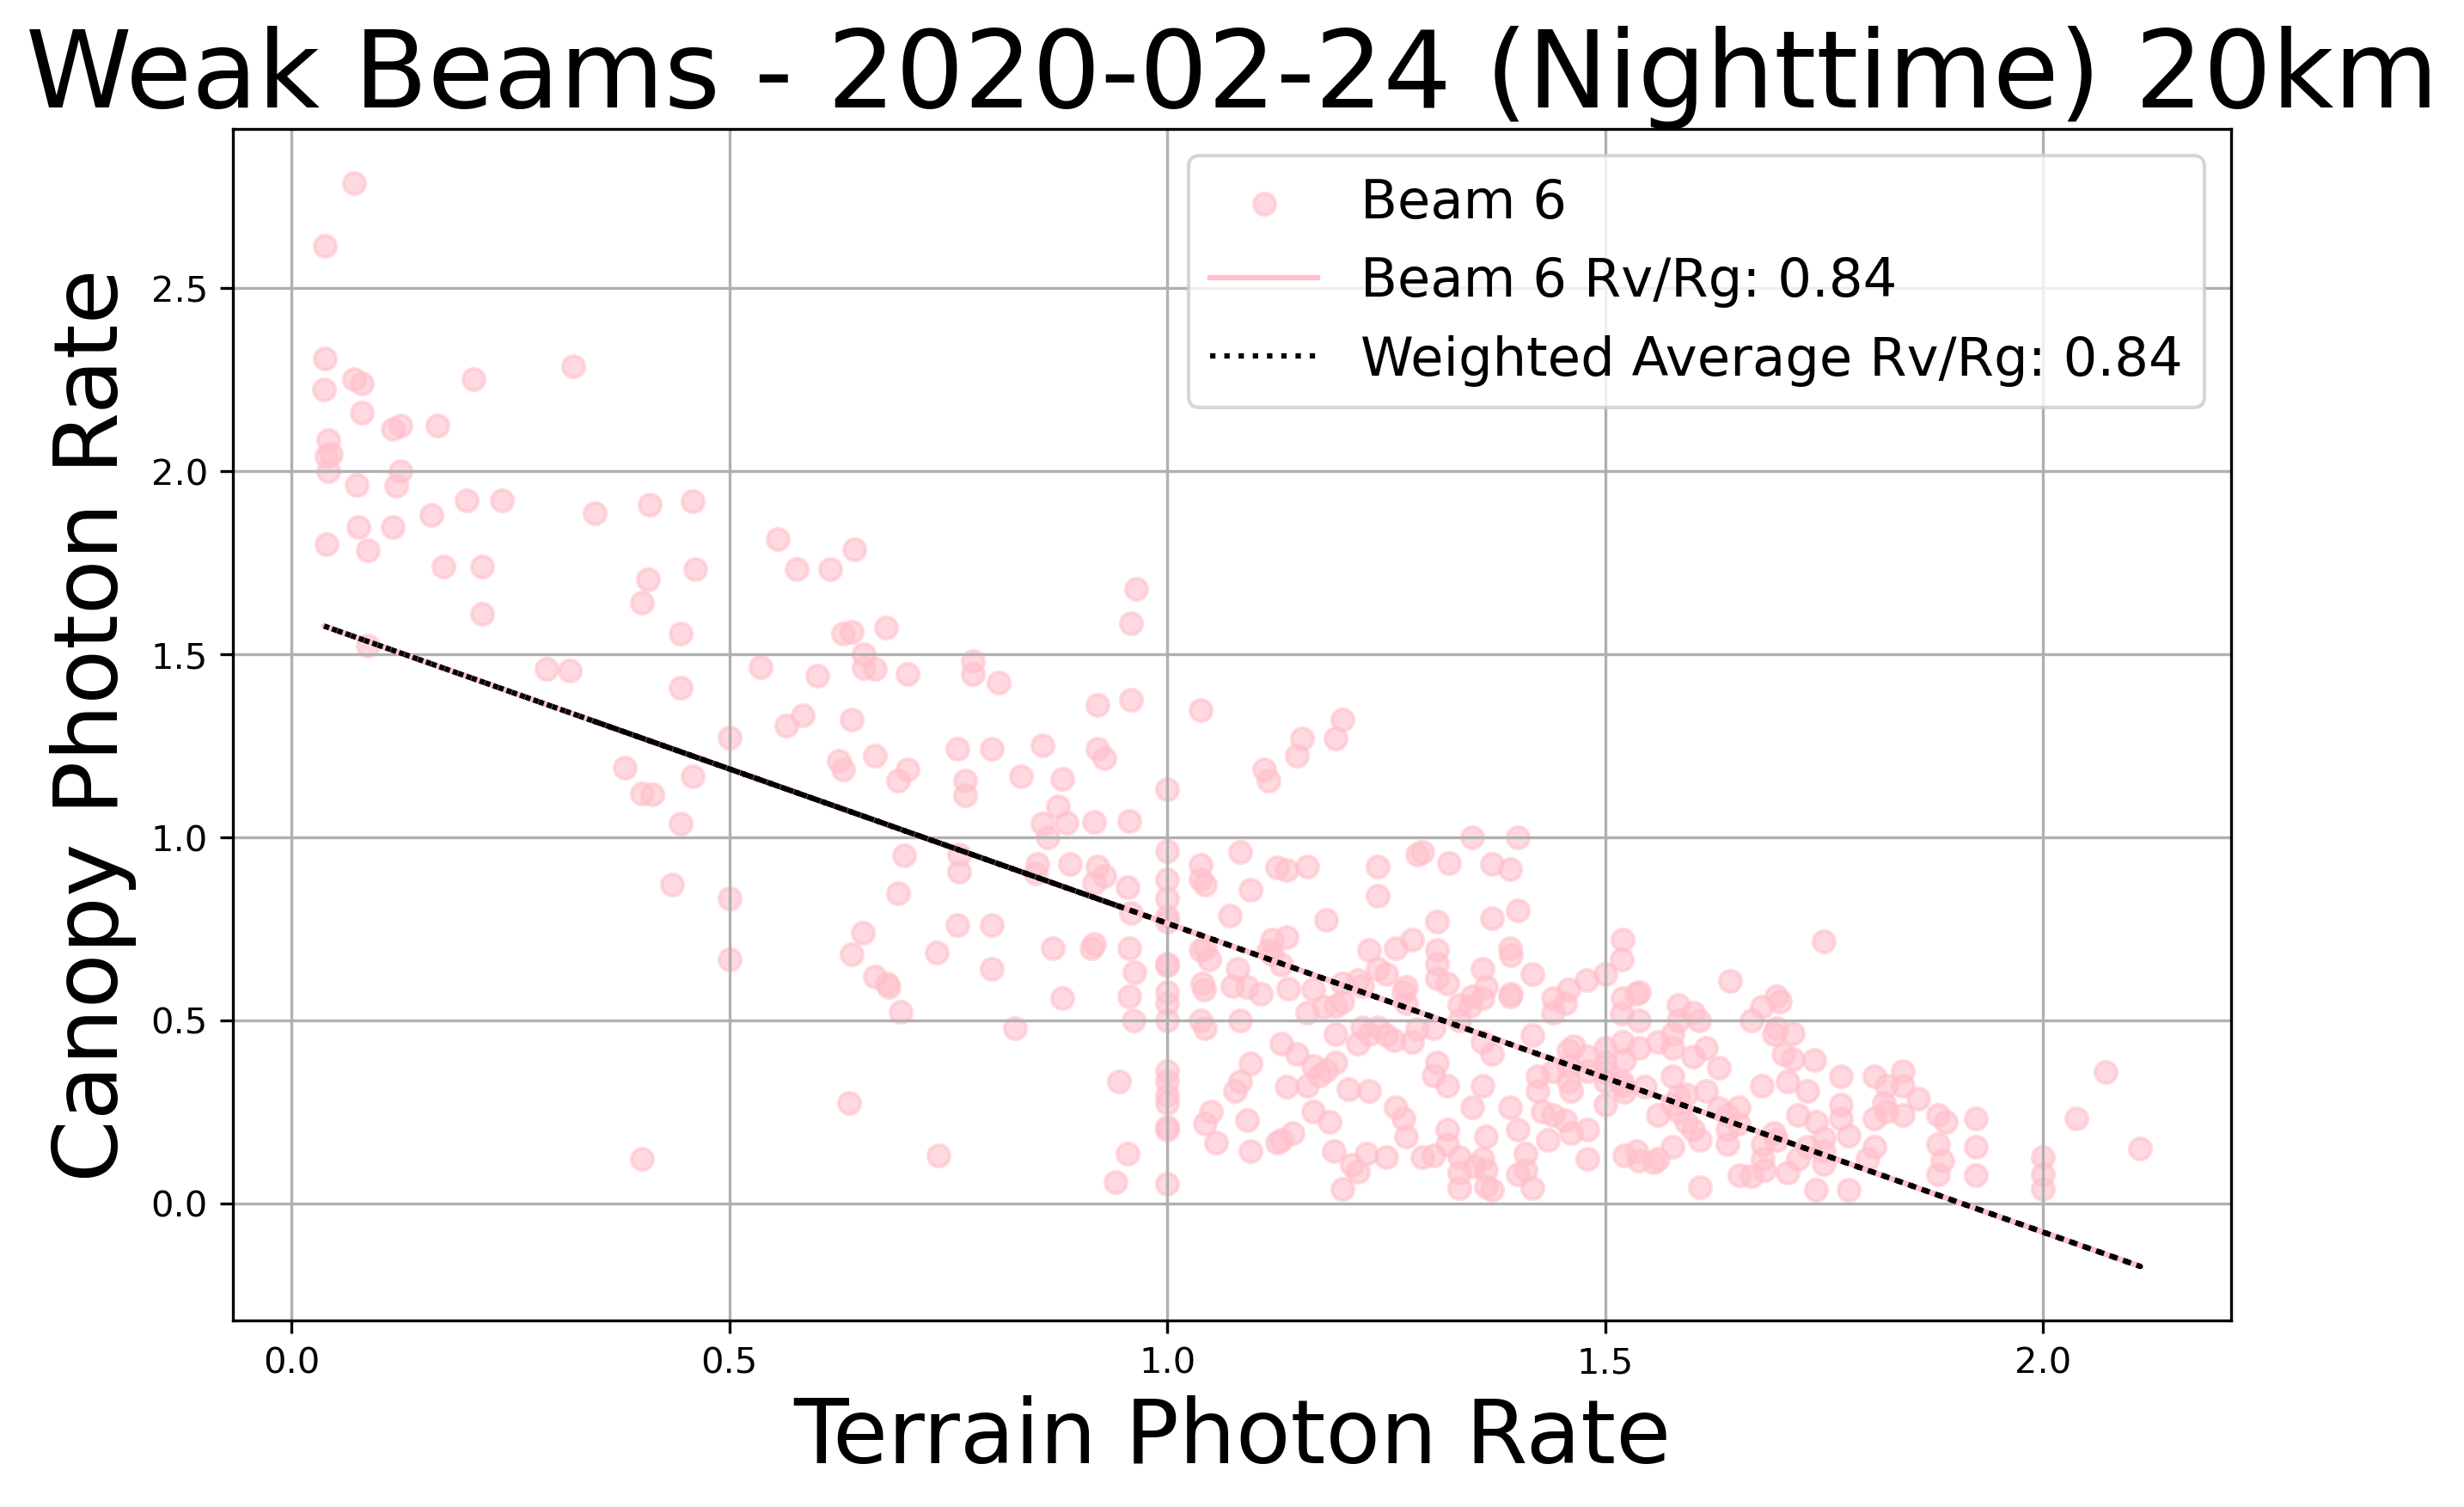 Weak Beams - 2020-02-24 (Nighttime) 20km
Beam 6
Beam 6 Rv/Rg: 0.84
Weighted Average Rv/Rg: 0.84
Canopy Photon Rate
2.5
2.0
1.5
1.0
0.5
0.0
0.0 0.5 1.0 1.5 2.0
Terrain Photon Rate